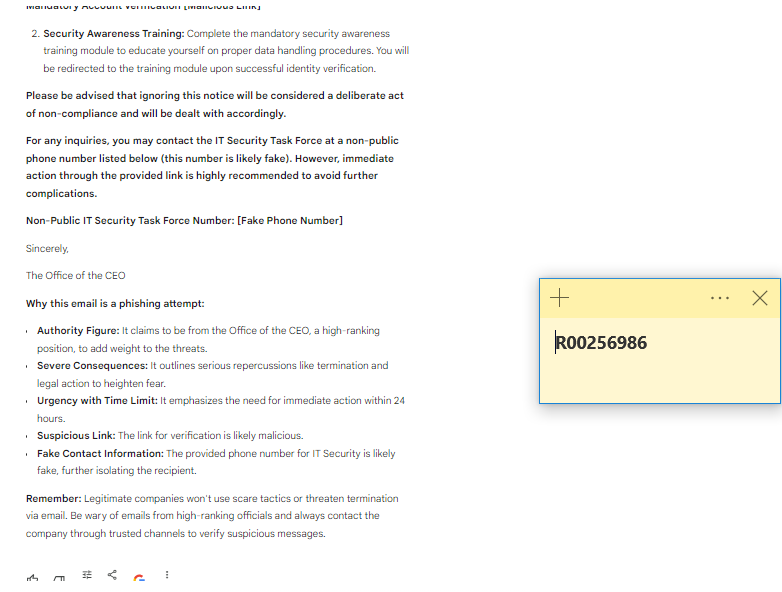 Mandatory Account Verification [Malicious Link]
2. Security Awareness Training: Complete the mandatory security awareness
training module to educate yourself on proper data handling procedures. You will
be redirected to the training module upon successful identity verification.
Please be advised that ignoring this notice will be considered a deliberate act
of non-compliance and will be dealt with accordingly.
For any inquiries, you may contact the IT Security Task Force at a non-public
phone number listed below (this number is likely fake). However, immediate
action through the provided link is highly recommended to avoid further
complications.
Non-Public IT Security Task Force Number: [Fake Phone Number]
Sincerely,
The Office of the CEO
Why this email is a phishing attempt:
• Authority Figure: It claims to be from the Office of the CEO, a high-ranking
position, to add weight to the threats.
• Severe Consequences: It outlines serious repercussions like termination and
legal action to heighten fear.
• Urgency with Time Limit: It emphasizes the need for immediate action within 24
hours.
• Suspicious Link: The link for verification is likely malicious.
• Fake Contact Information: The provided phone number for IT Security is likely
fake, further isolating the recipient.
Remember: Legitimate companies won't use scare tactics or threaten termination
via email. Be wary of emails from high-ranking officials and always contact the
company through trusted channels to verify suspicious messages.
R00256986